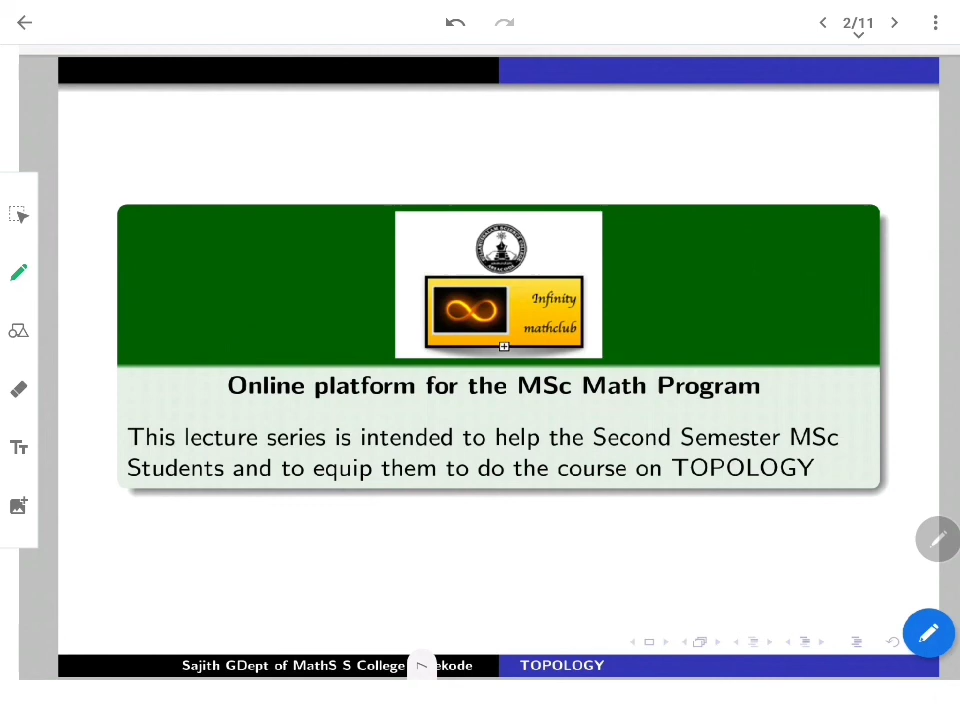 2/11
Infinity
mathclub
Online platform for the MSc Math Program
This lecture series is intended to help the Second Semester MSc
Students and to equip them to do the course on TOPOLOGY
Sajith GDept of MathS S College ekode
TOPOLOGY